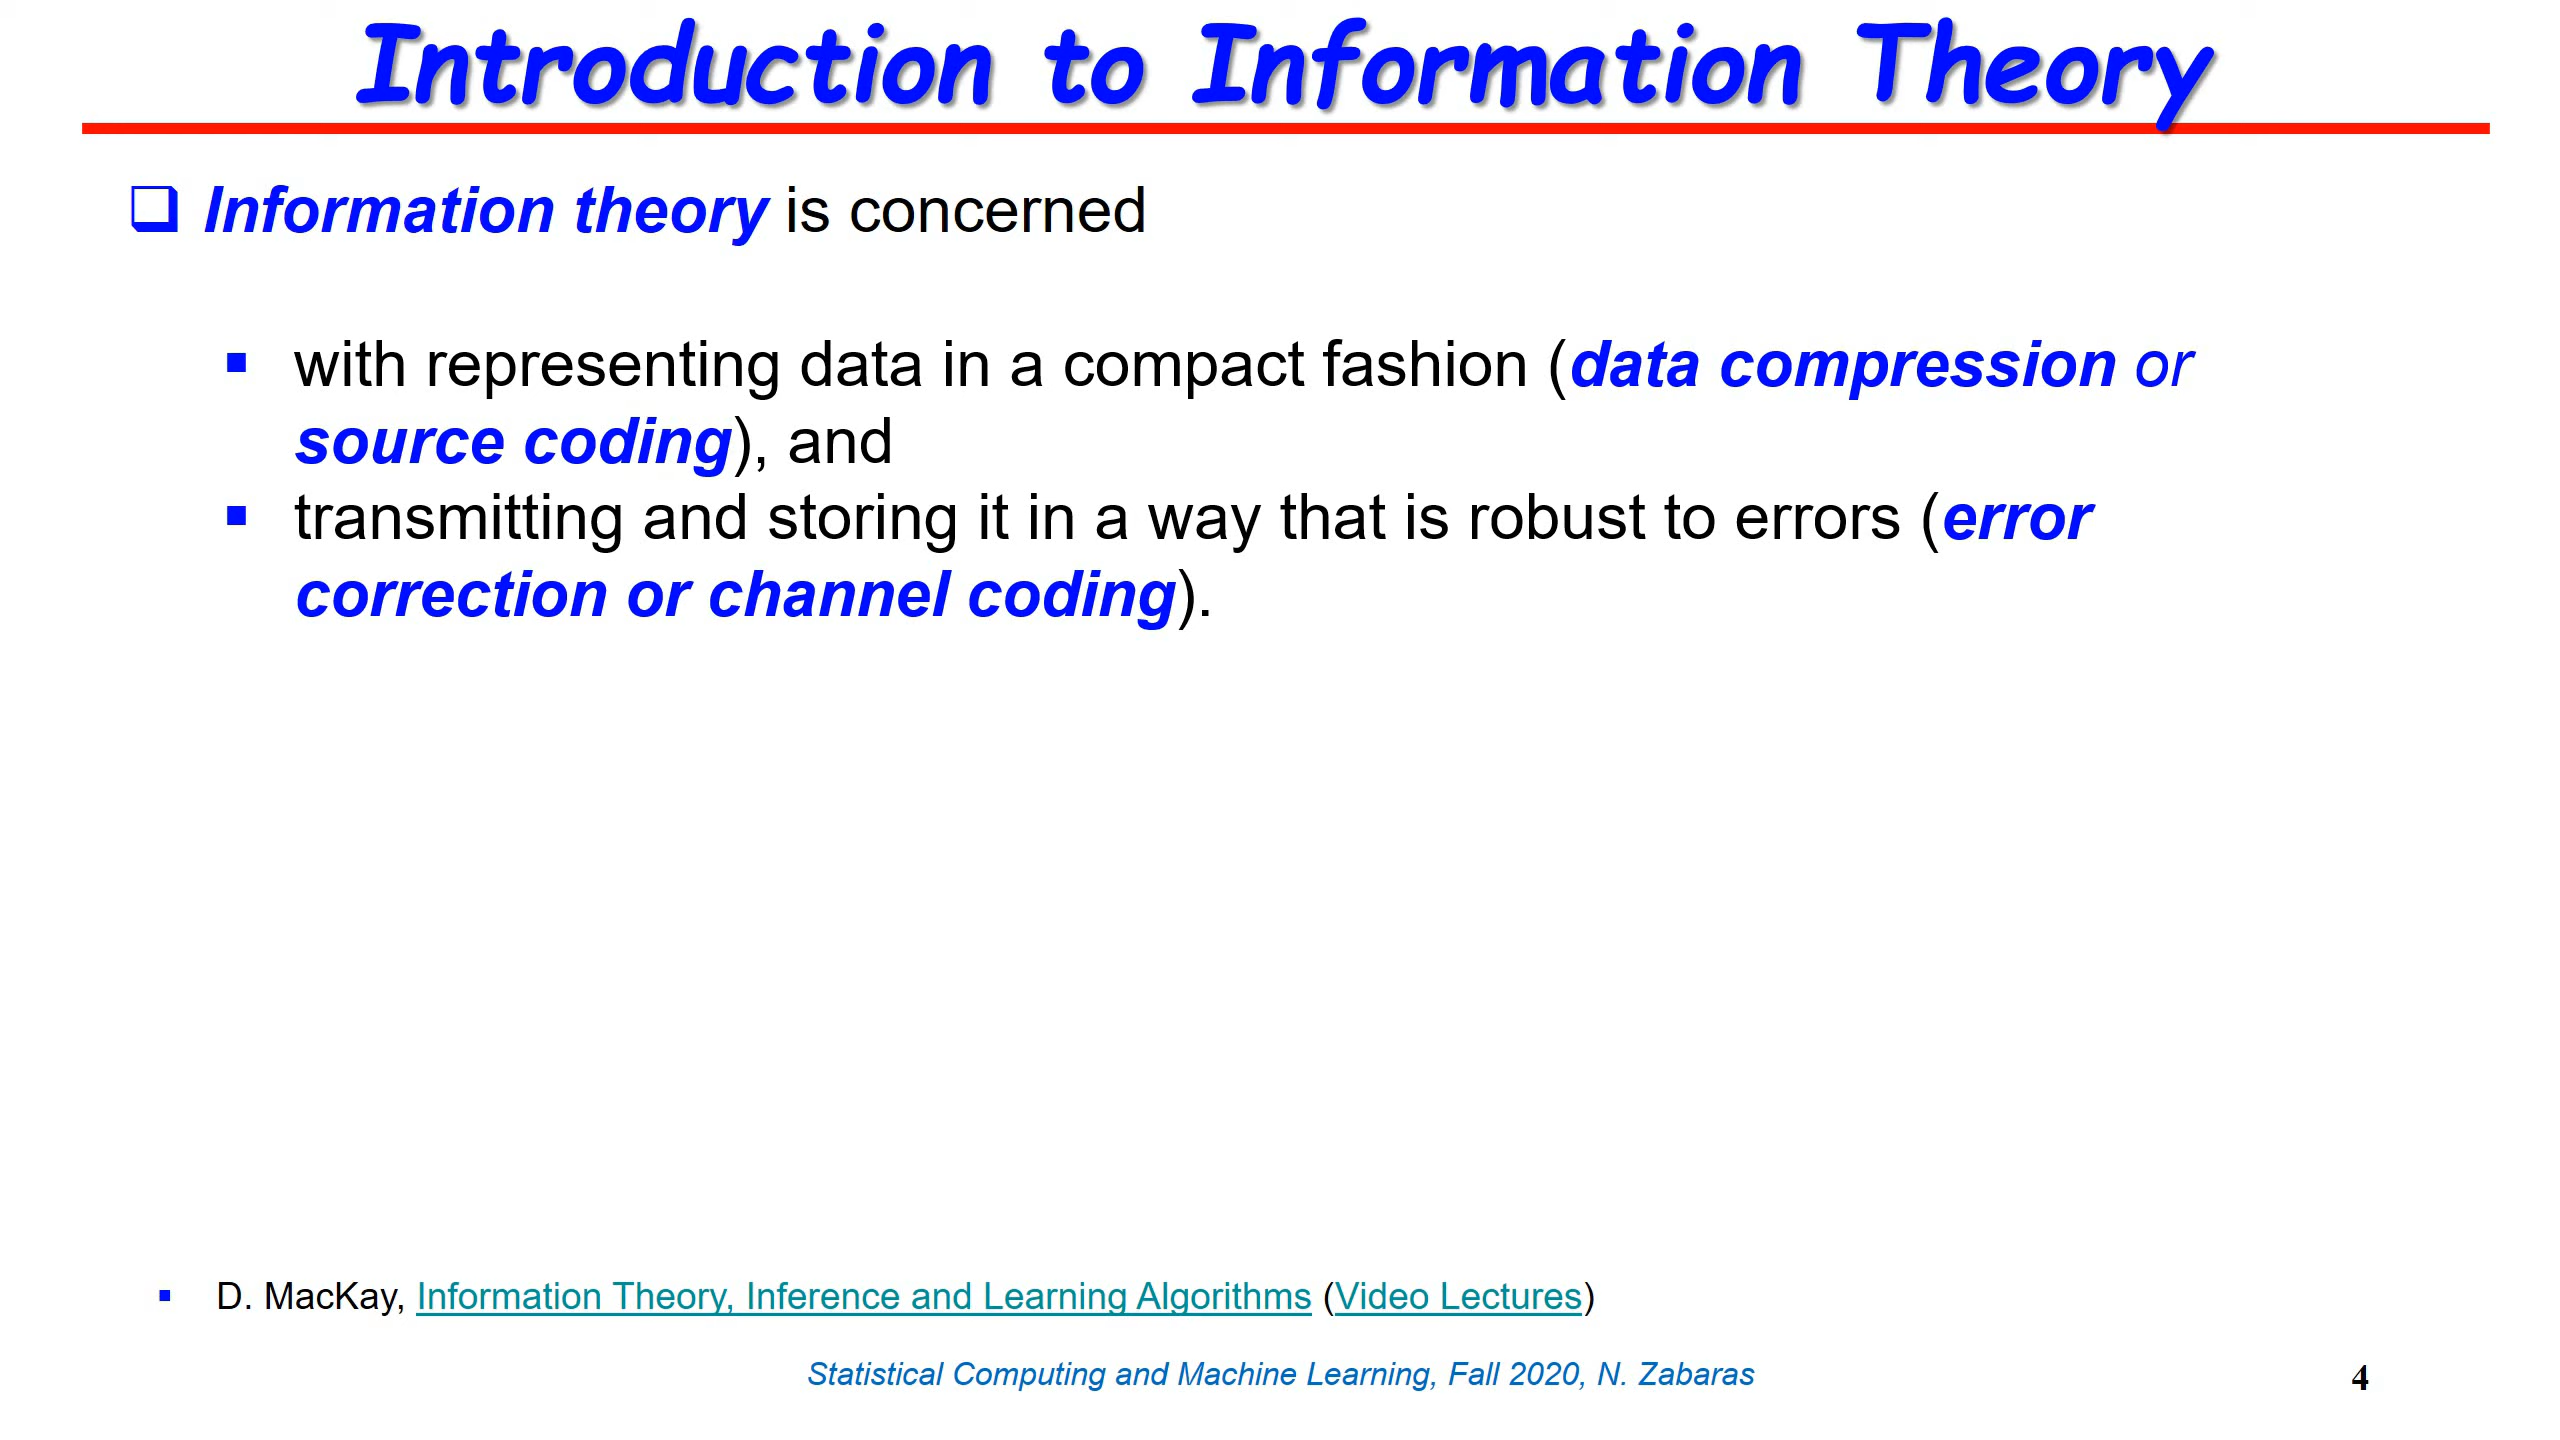 Introduction to Information Theory
Information theory is concerned
with representing data in a compact fashion (data compression or
source coding), and
transmitting and storing it in a way that is robust to errors (error
correction or channel coding).
D. MacKay, Information Theory, Inference and Learning Algorithms (Video Lectures)
Statistical Computing and Machine Learning, Fall 2020, N. Zabaras
4